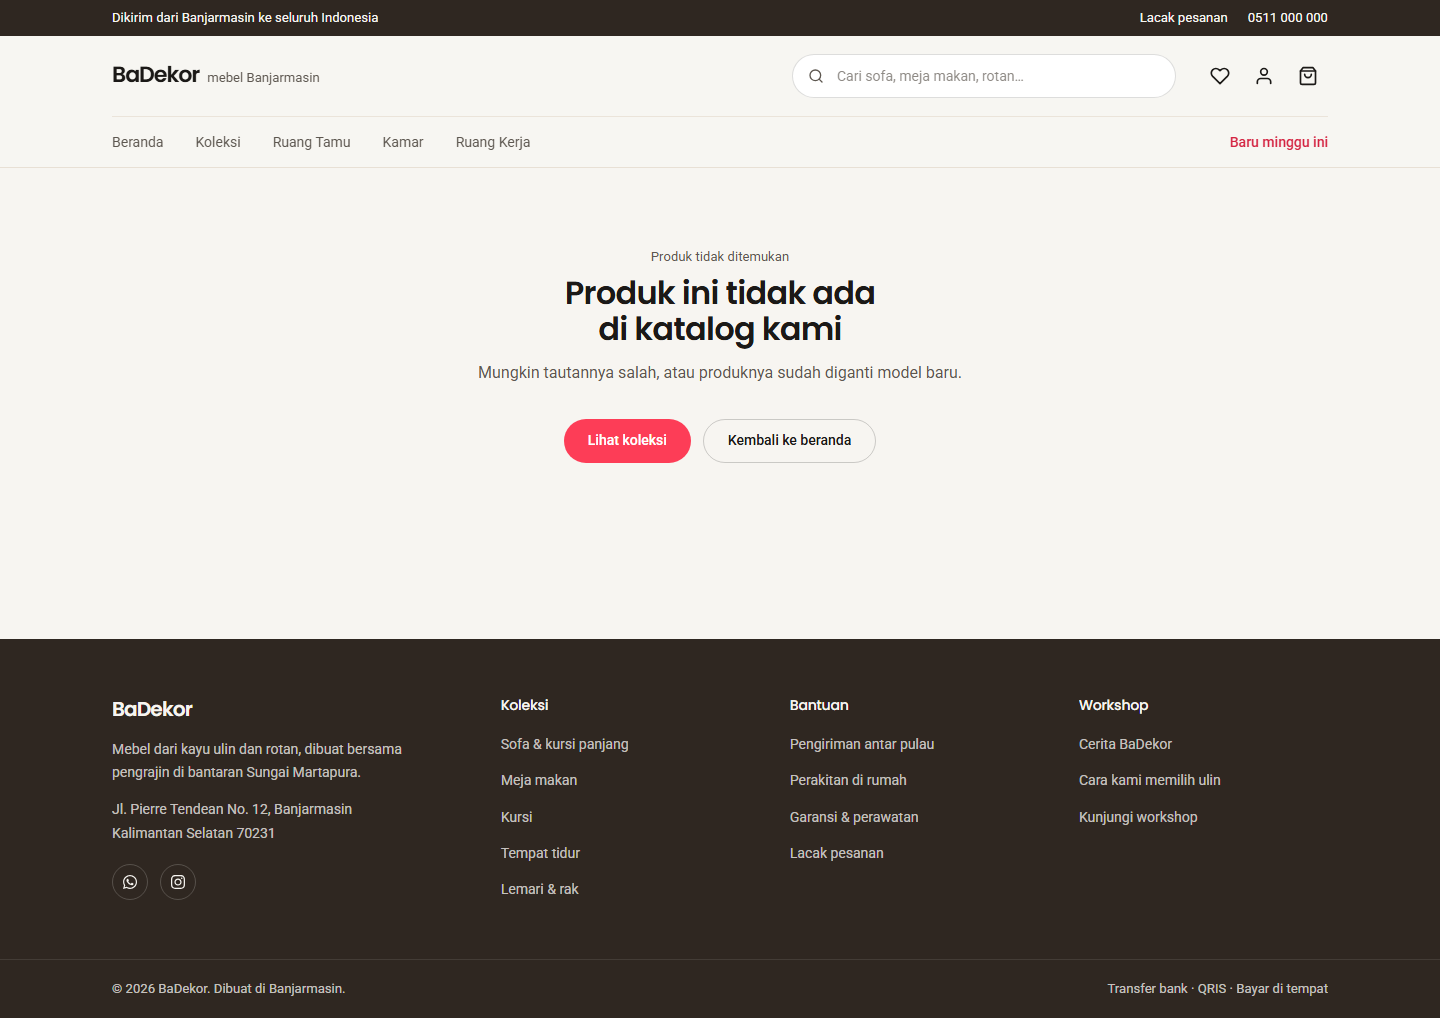 Dikirim dari Banjarmasin ke seluruh Indonesia
Lacak pesanan
0511 000 000
BaDekor mebel Banjarmasin
Cari sofa, meja makan, rotan...
Beranda
Koleksi
Ruang Tamu
Kamar
Ruang Kerja
Baru minggu ini
Produk tidak ditemukan
Produk ini tidak ada
di katalog kami
Mungkin tautannya salah, atau produknya sudah diganti model baru.
Lihat koleksi
Kembali ke beranda
BaDekor
Mebel dari kayu ulin dan rotan, dibuat bersama
pengrajin di bantaran Sungai Martapura.
Jl. Pierre Tendean No. 12, Banjarmasin
Kalimantan Selatan 70231
Koleksi
Sofa & kursi panjang
Meja makan
Kursi
Tempat tidur
Lemari & rak
Bantuan
Pengiriman antar pulau
Perakitan di rumah
Garansi & perawatan
Lacak pesanan
Workshop
Cerita BaDekor
Cara kami memilih ulin
Kunjungi workshop
© 2026 BaDekor. Dibuat di Banjarmasin.
Transfer bank · QRIS · Bayar di tempat